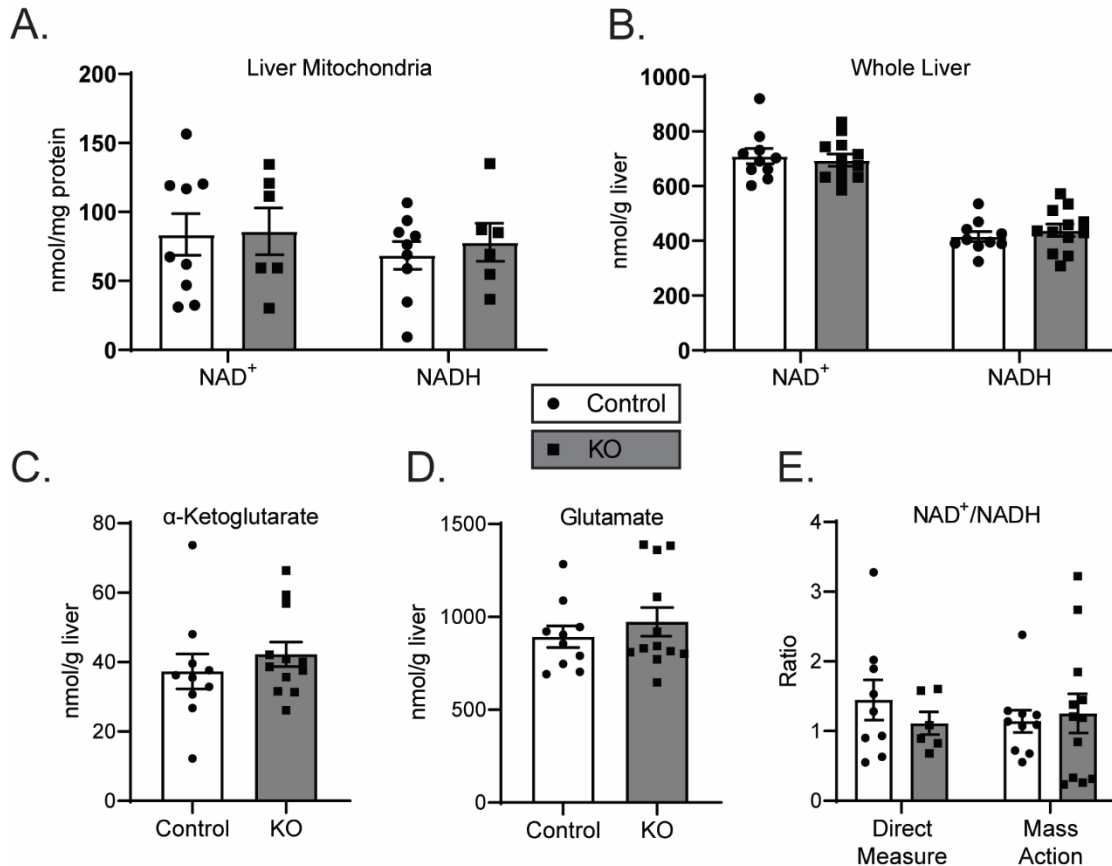 A.
Liver Mitochondria
nmol/mg protein
200
150
100
50
0
NAD⁺
NADH
B.
Whole Liver
nmol/g liver
1000
800
600
400
200
0
NAD⁺
NADH
Control
KO
C.
α-Ketoglutarate
nmol/g liver
80
60
40
20
0
Control
KO
D.
Glutamate
nmol/g liver
1500
1000
500
0
Control
KO
E.
NAD⁺/NADH
Ratio
4
3
2
1
0
Direct
Measure
Mass
Action